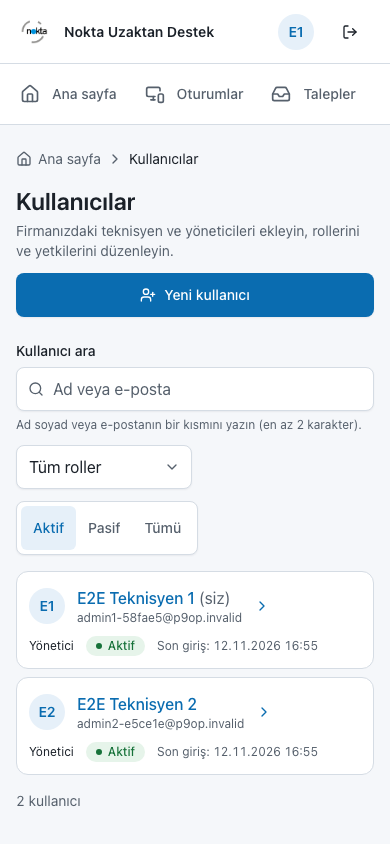 nokta
Nokta Uzaktan Destek
E1
Ana sayfa
Oturumlar
Talepler
Ana sayfa > Kullanıcılar
Kullanıcılar
Firmanızdaki teknisyen ve yöneticileri ekleyin, rollerini
ve yetkilerini düzenleyin.
Yeni kullanıcı
Kullanıcı ara
Ad veya e-posta
Ad soyad veya e-postanın bir kısmını yazın (en az 2 karakter).
Tüm roller
Aktif
Pasif
Tümü
E1
E2E Teknisyen 1 (siz)
admin1-58fae5@p9op.invalid
Yönetici
Aktif
Son giriş: 12.11.2026 16:55
E2
E2E Teknisyen 2
admin2-e5ce1e@p9op.invalid
Yönetici
Aktif
Son giriş: 12.11.2026 16:55
2 kullanıcı